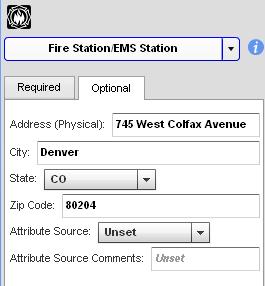 Fire Station/EMS Station
Required Optional
Address (Physical): 745 West Colfax Avenue
City: Denver
State: CO
Zip Code: 80204
Attribute Source: Unset
Attribute Source Comments: Unset